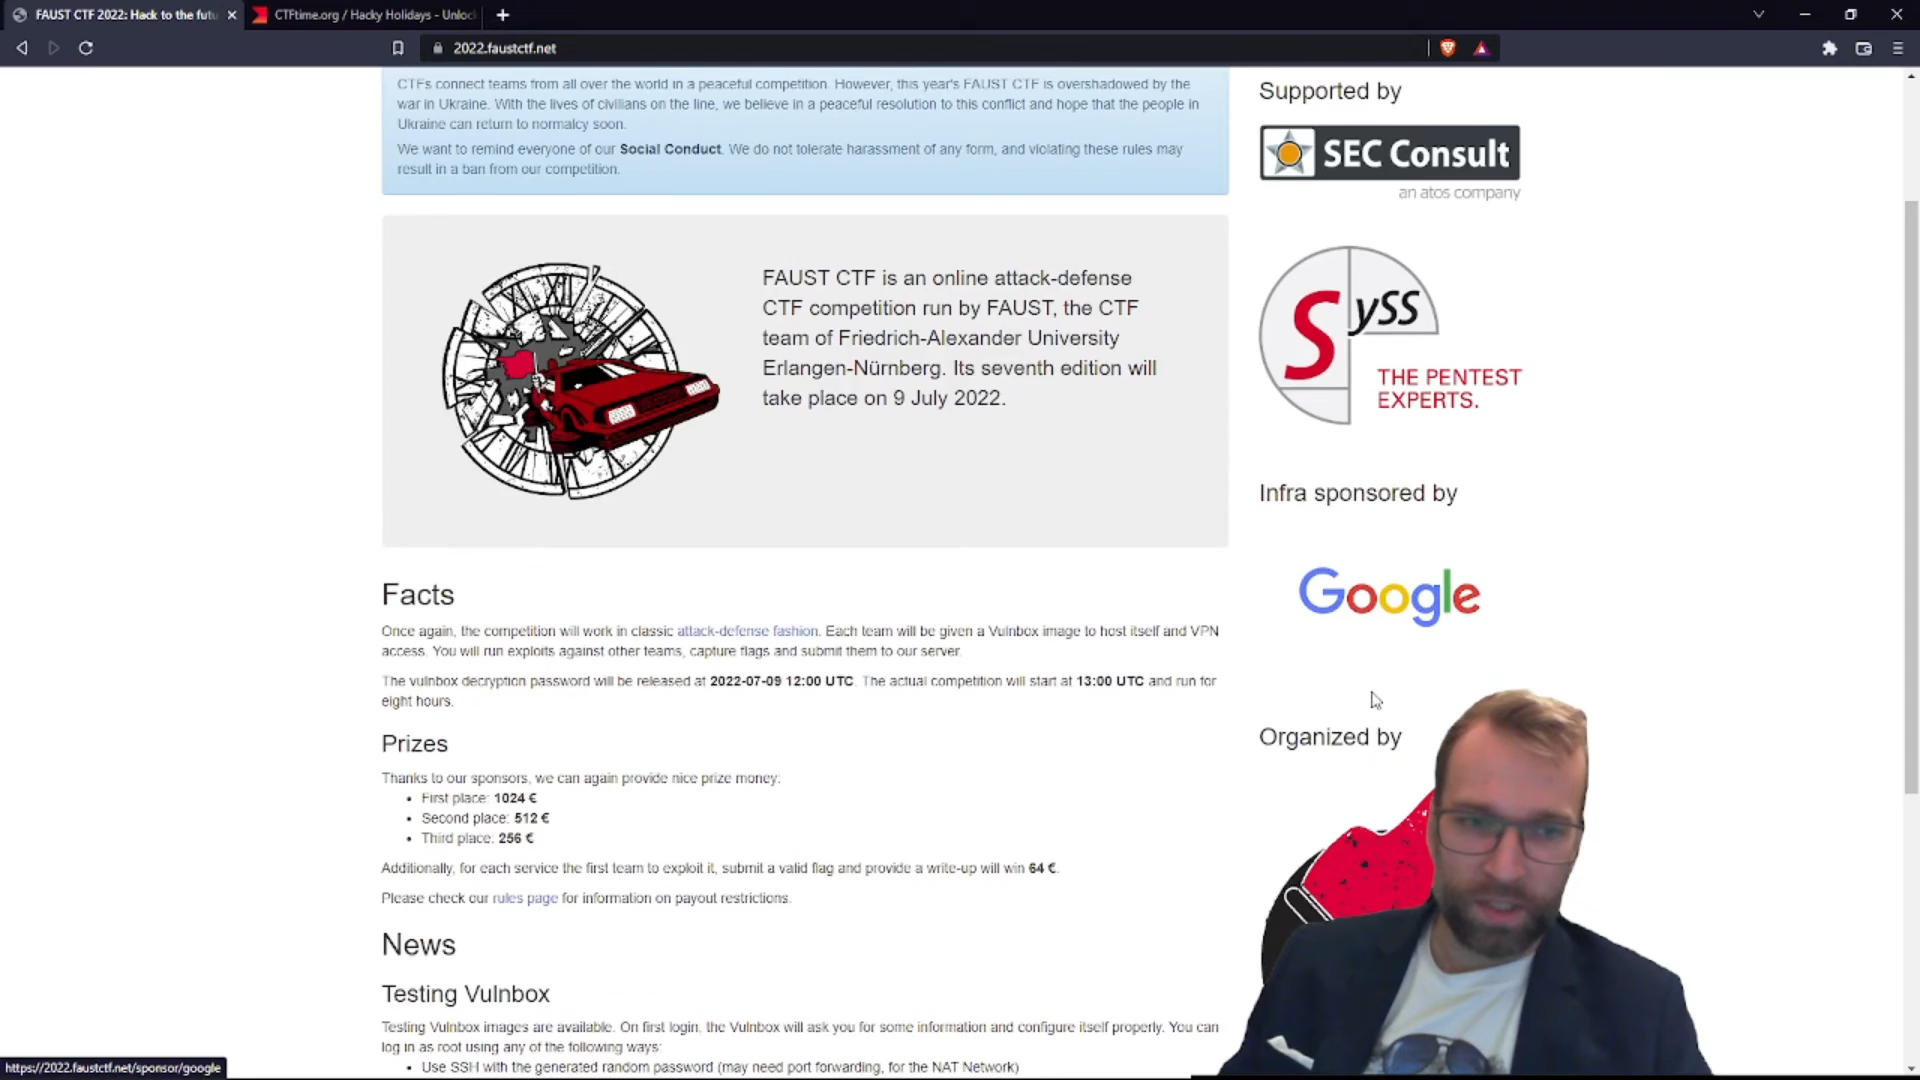 FAUST CTF 2022: Hack to the futu
CTFtime.org / Hacky Holidays - Unloc
2022.faustctf.net
CTFs connect teams from all over the world in a peaceful competition. However, this year's FAUST CTF is overshadowed by the
war in Ukraine. With the lives of civilians on the line, we believe in a peaceful resolution to this conflict and hope that the people in
Ukraine can return to normalcy soon.
We want to remind everyone of our Social Conduct. We do not tolerate harassment of any form, and violating these rules may
result in a ban from our competition.
FAUST CTF is an online attack-defense
CTF competition run by FAUST, the CTF
team of Friedrich-Alexander University
Erlangen-Nürnberg. Its seventh edition will
take place on 9 July 2022.
Facts
Once again, the competition will work in classic attack-defense fashion. Each team will be given a Vulnbox image to host itself and VPN
access. You will run exploits against other teams, capture flags and submit them to our server.
The vulnbox decryption password will be released at 2022-07-09 12:00 UTC. The actual competition will start at 13:00 UTC and run for
eight hours.
Prizes
Thanks to our sponsors, we can again provide nice prize money:
• First place: 1024 €
• Second place: 512 €
• Third place: 256 €
Additionally, for each service the first team to exploit it, submit a valid flag and provide a write-up will win 64 €.
Please check our rules page for information on payout restrictions.
News
Testing Vulnbox
Testing Vulnbox images are available. On first login, the Vulnbox will ask you for some information and configure itself properly. You can
log in as root using any of the following ways:
• Use SSH with the generated random password (may need port forwarding, for the NAT Network)
Supported by
SEC Consult
an atos company
SySS
THE PENTEST
EXPERTS.
Infra sponsored by
Google
Organized by
https://2022.faustctf.net/sponsor/google